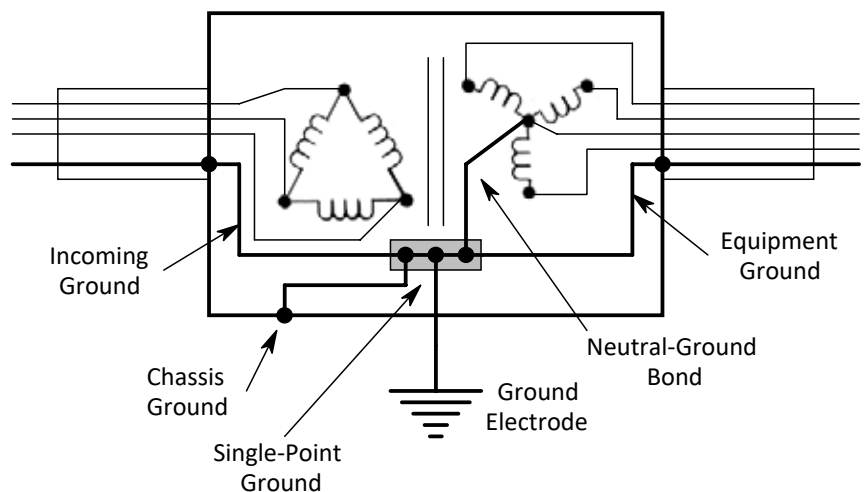 Incoming
Ground
Equipment
Ground
Chassis
Ground
Neutral-Ground
Bond
Ground
Electrode
Single-Point
Ground